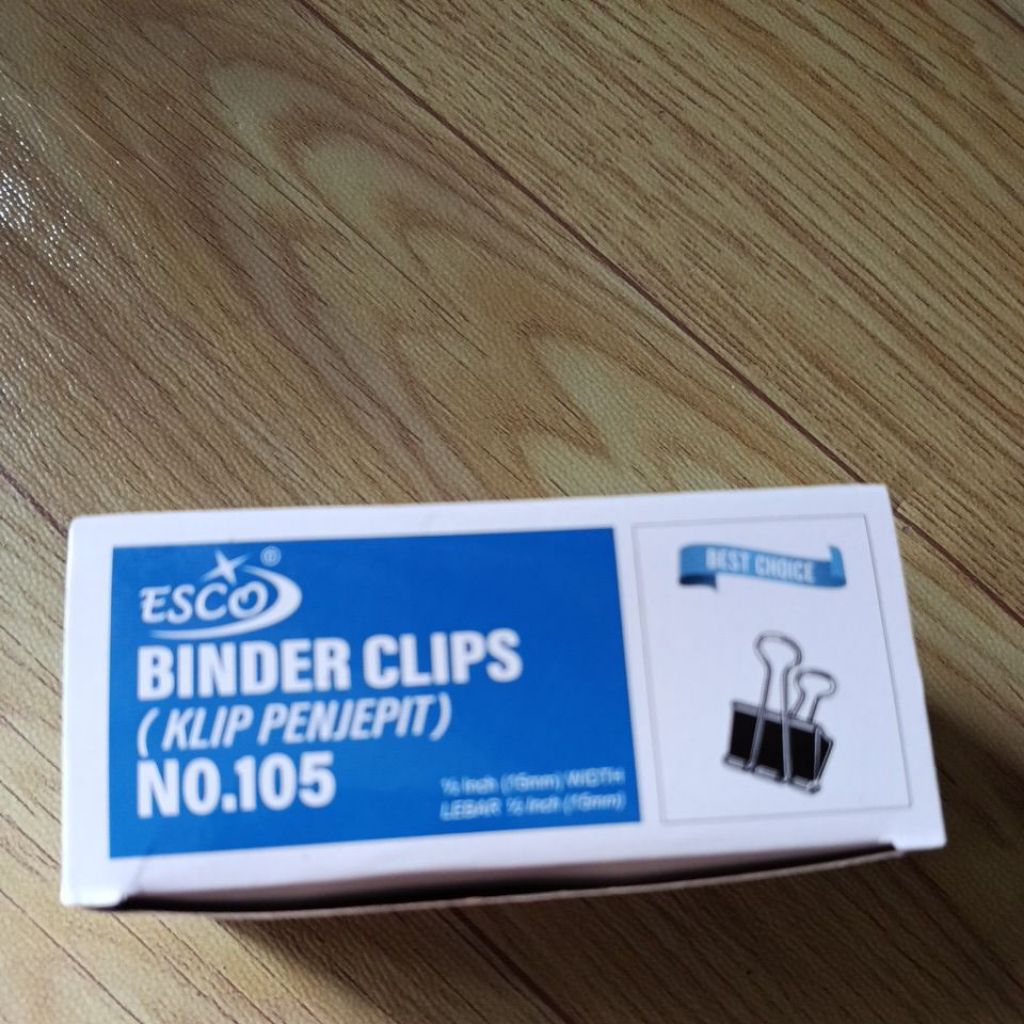 ESCO ®
BINDER CLIPS
( KLIP PENJEPIT)
NO.105
½ Inch (15mm) WIDTH
LEBAR ½ Inch (15mm)
BEST CHOICE